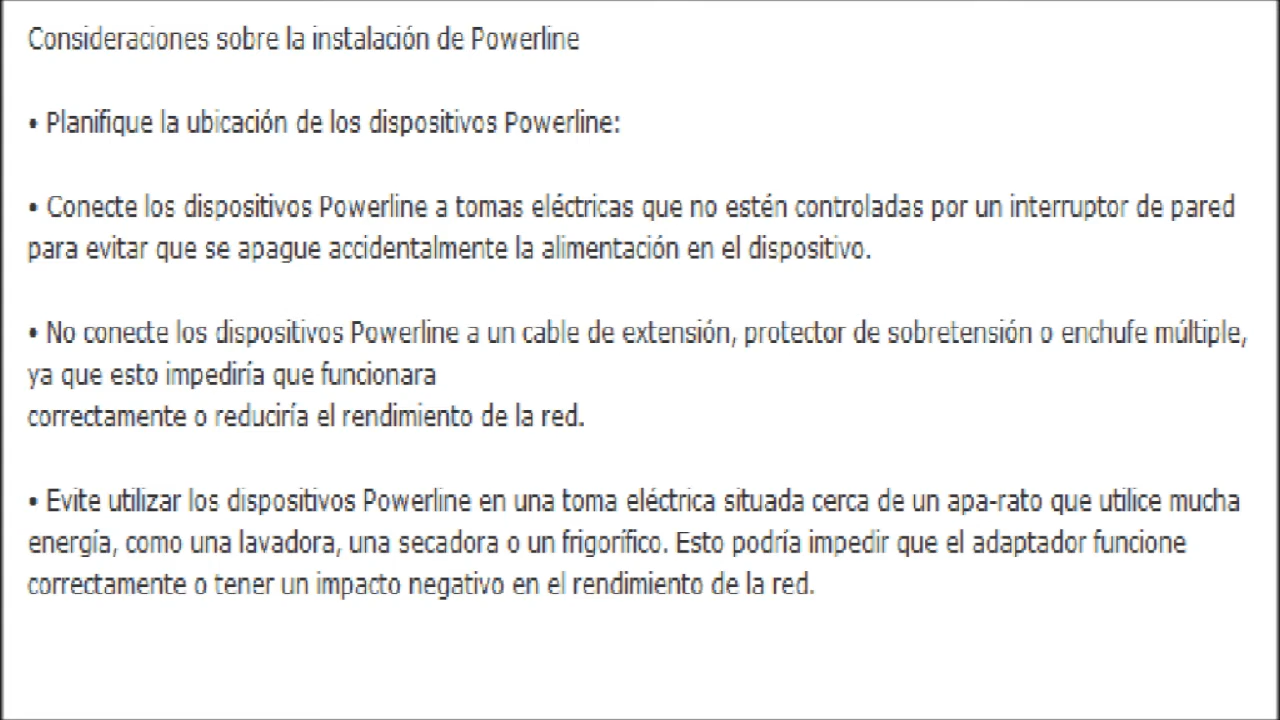 Consideraciones sobre la instalación de Powerline
• Planifique la ubicación de los dispositivos Powerline:
• Conecte los dispositivos Powerline a tomas eléctricas que no estén controladas por un interruptor de pared
para evitar que se apague accidentalmente la alimentación en el dispositivo.
• No conecte los dispositivos Powerline a un cable de extensión, protector de sobretensión o enchufe múltiple,
ya que esto impediría que funcionara
correctamente o reduciría el rendimiento de la red.
• Evite utilizar los dispositivos Powerline en una toma eléctrica situada cerca de un apa-rato que utilice mucha
energía, como una lavadora, una secadora o un frigorífico. Esto podría impedir que el adaptador funcione
correctamente o tener un impacto negativo en el rendimiento de la red.